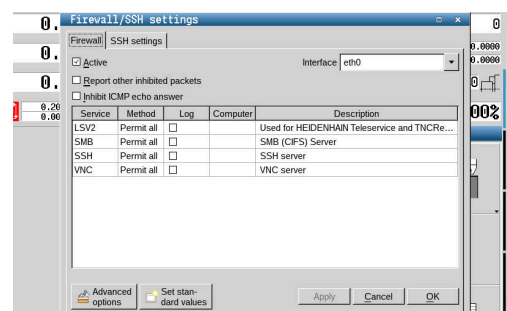 Firewall/SSH settings
Firewall SSH settings
Active
Interface eth0
Report other inhibited packets
Inhibit ICMP echo answer
Service Method Log Computer Description
LSV2 Permit all Used for HEIDENHAIN Teleservice and TNCRe...
SMB Permit all SMB (CIFS) Server
SSH Permit all SSH server
VNC Permit all VNC server
Advanced options
Set stan-
dard values
Apply Cancel OK
0.
0.
0.
0.20
0.00
0
0.0000
0.0000
0
00%